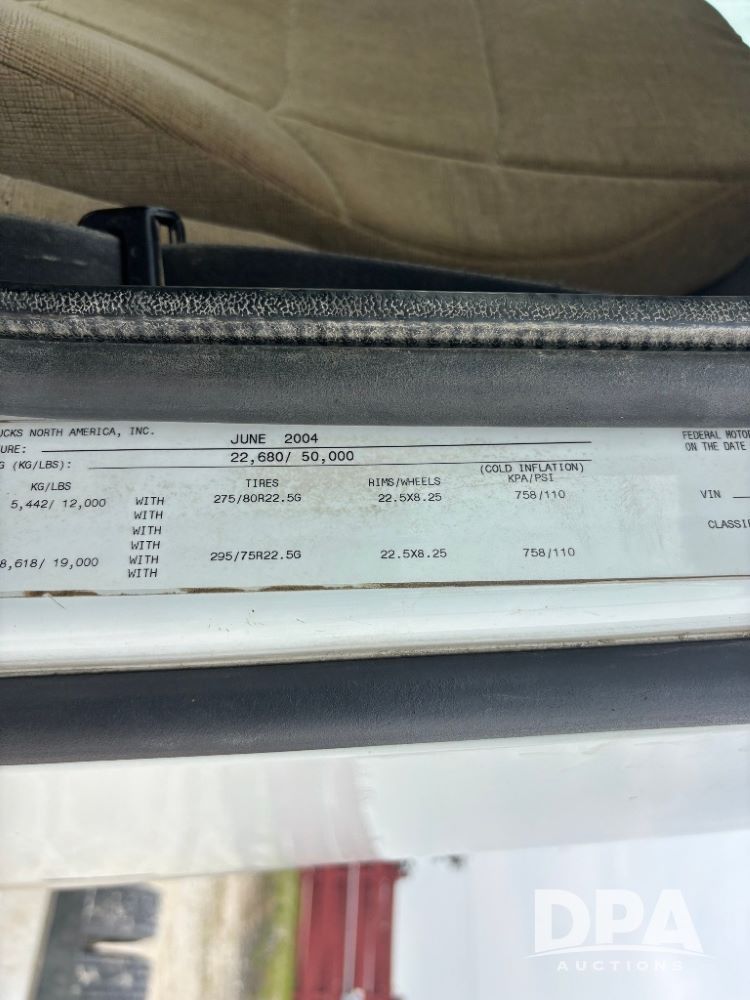 UCKS NORTH AMERICA, INC.
URE: JUNE 2004
G (KG/LBS): 22,680/ 50,000
KG/LBS TIRES RIMS/WHEELS (COLD INFLATION) KPA/PSI
5,442/ 12,000 WITH 275/80R22.5G 22.5X8.25 758/110
WITH
WITH
WITH
8,618/ 19,000 WITH 295/75R22.5G 22.5X8.25 758/110
WITH
FEDERAL MOTO
ON THE DATE
VIN
CLASSI
DPA
AUCTIONS